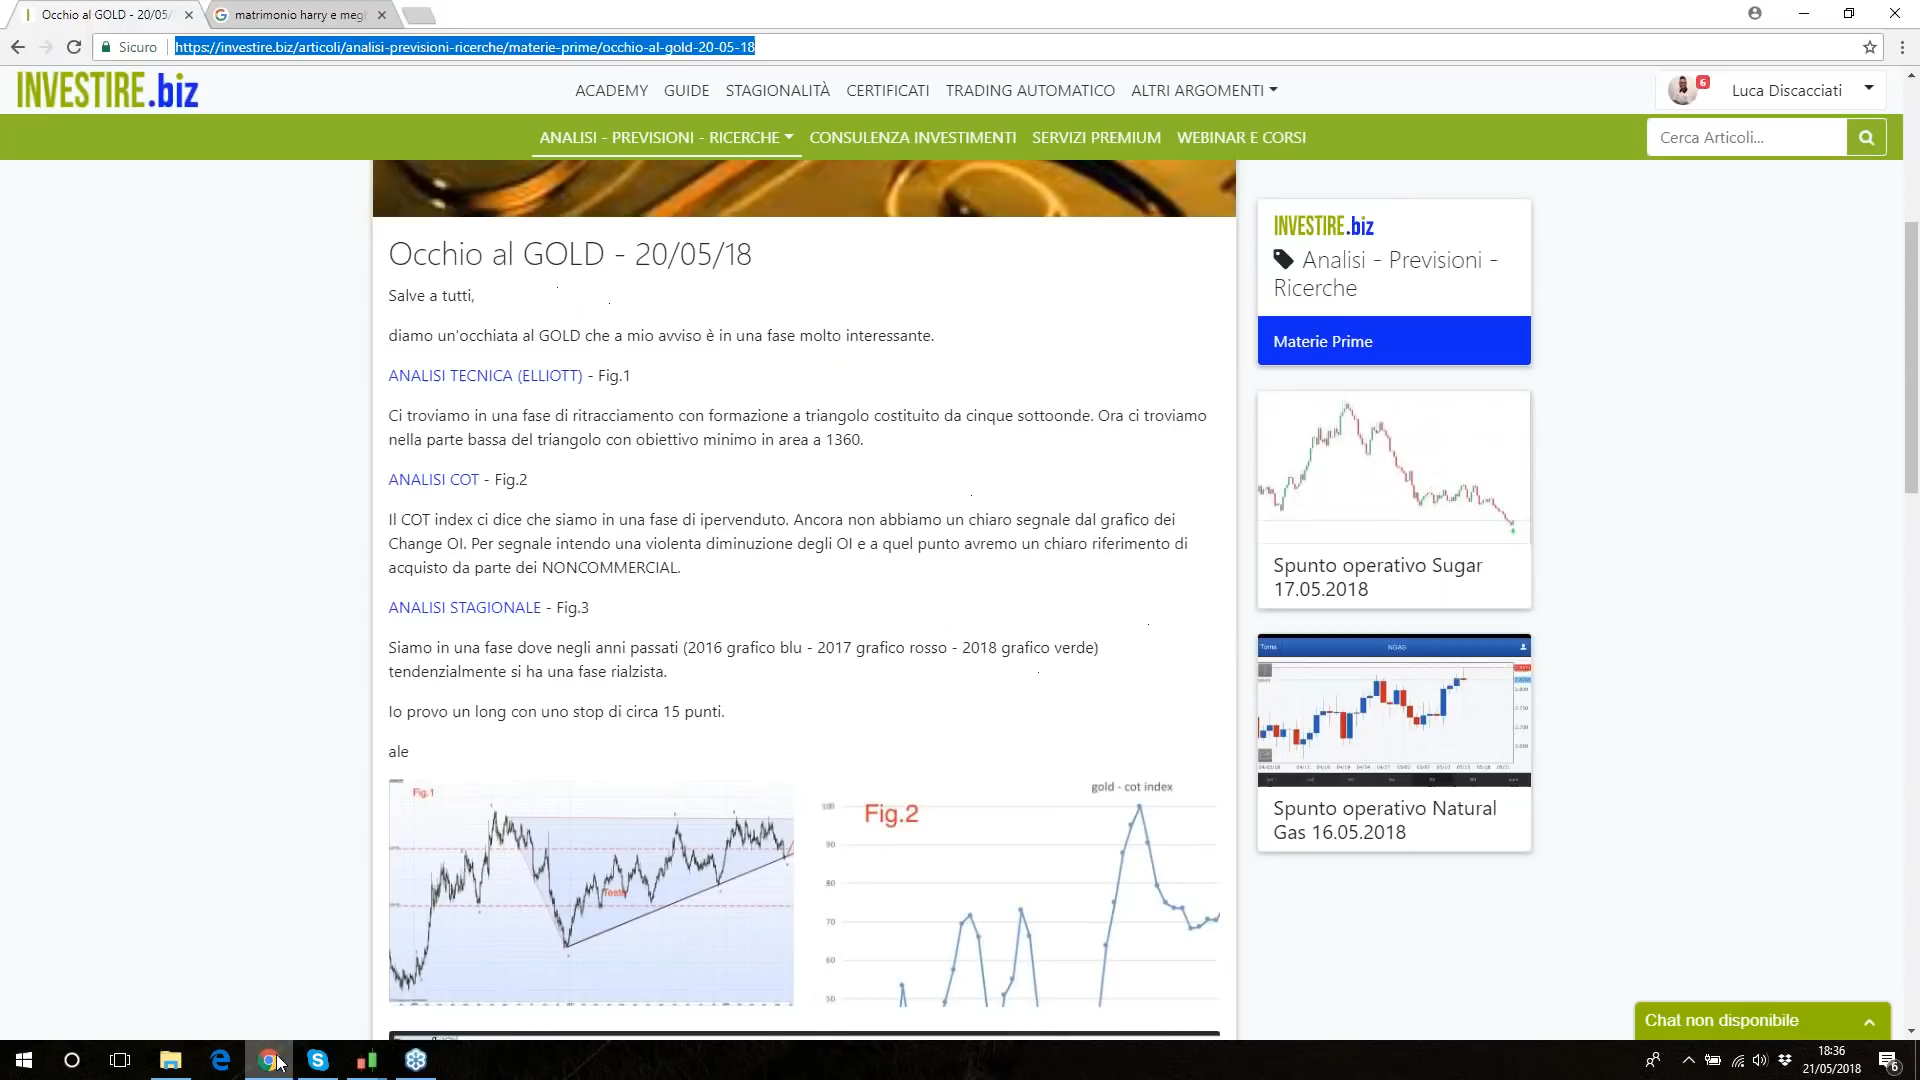 Occhio al GOLD - 20/05/
matrimonio harry e megh
Sicuro
https://investire.biz/articoli/analisi-previsioni-ricerche/materie-prime/occhio-al-gold-20-05-18
INVESTIRE.biz
ACADEMY GUIDE STAGIONALITÀ CERTIFICATI TRADING AUTOMATICO ALTRI ARGOMENTI
6
Luca Discacciati
ANALISI - PREVISIONI - RICERCHE CONSULENZA INVESTIMENTI SERVIZI PREMIUM WEBINAR E CORSI
Cerca Articoli...
Occhio al GOLD - 20/05/18
Salve a tutti,
diamo un'occhiata al GOLD che a mio avviso è in una fase molto interessante.
ANALISI TECNICA (ELLIOTT) - Fig.1
Ci troviamo in una fase di ritracciamento con formazione a triangolo costituito da cinque sottoonde. Ora ci troviamo
nella parte bassa del triangolo con obiettivo minimo in area a 1360.
ANALISI COT - Fig.2
Il COT index ci dice che siamo in una fase di ipervenduto. Ancora non abbiamo un chiaro segnale dal grafico dei
Change OI. Per segnale intendo una violenta diminuzione degli OI e a quel punto avremo un chiaro riferimento di
acquisto da parte dei NONCOMMERCIAL.
ANALISI STAGIONALE - Fig.3
Siamo in una fase dove negli anni passati (2016 grafico blu - 2017 grafico rosso - 2018 grafico verde)
tendenzialmente si ha una fase rialzista.
Io provo un long con uno stop di circa 15 punti.
ale
Fig.1
Testo
gold - cot index
Fig.2
100
90
80
70
60
50
INVESTIRE.biz
Analisi - Previsioni -
Ricerche
Materie Prime
Spunto operativo Sugar
17.05.2018
Torna
NGAS
Spunto operativo Natural
Gas 16.05.2018
Chat non disponibile
18:36
21/05/2018
6